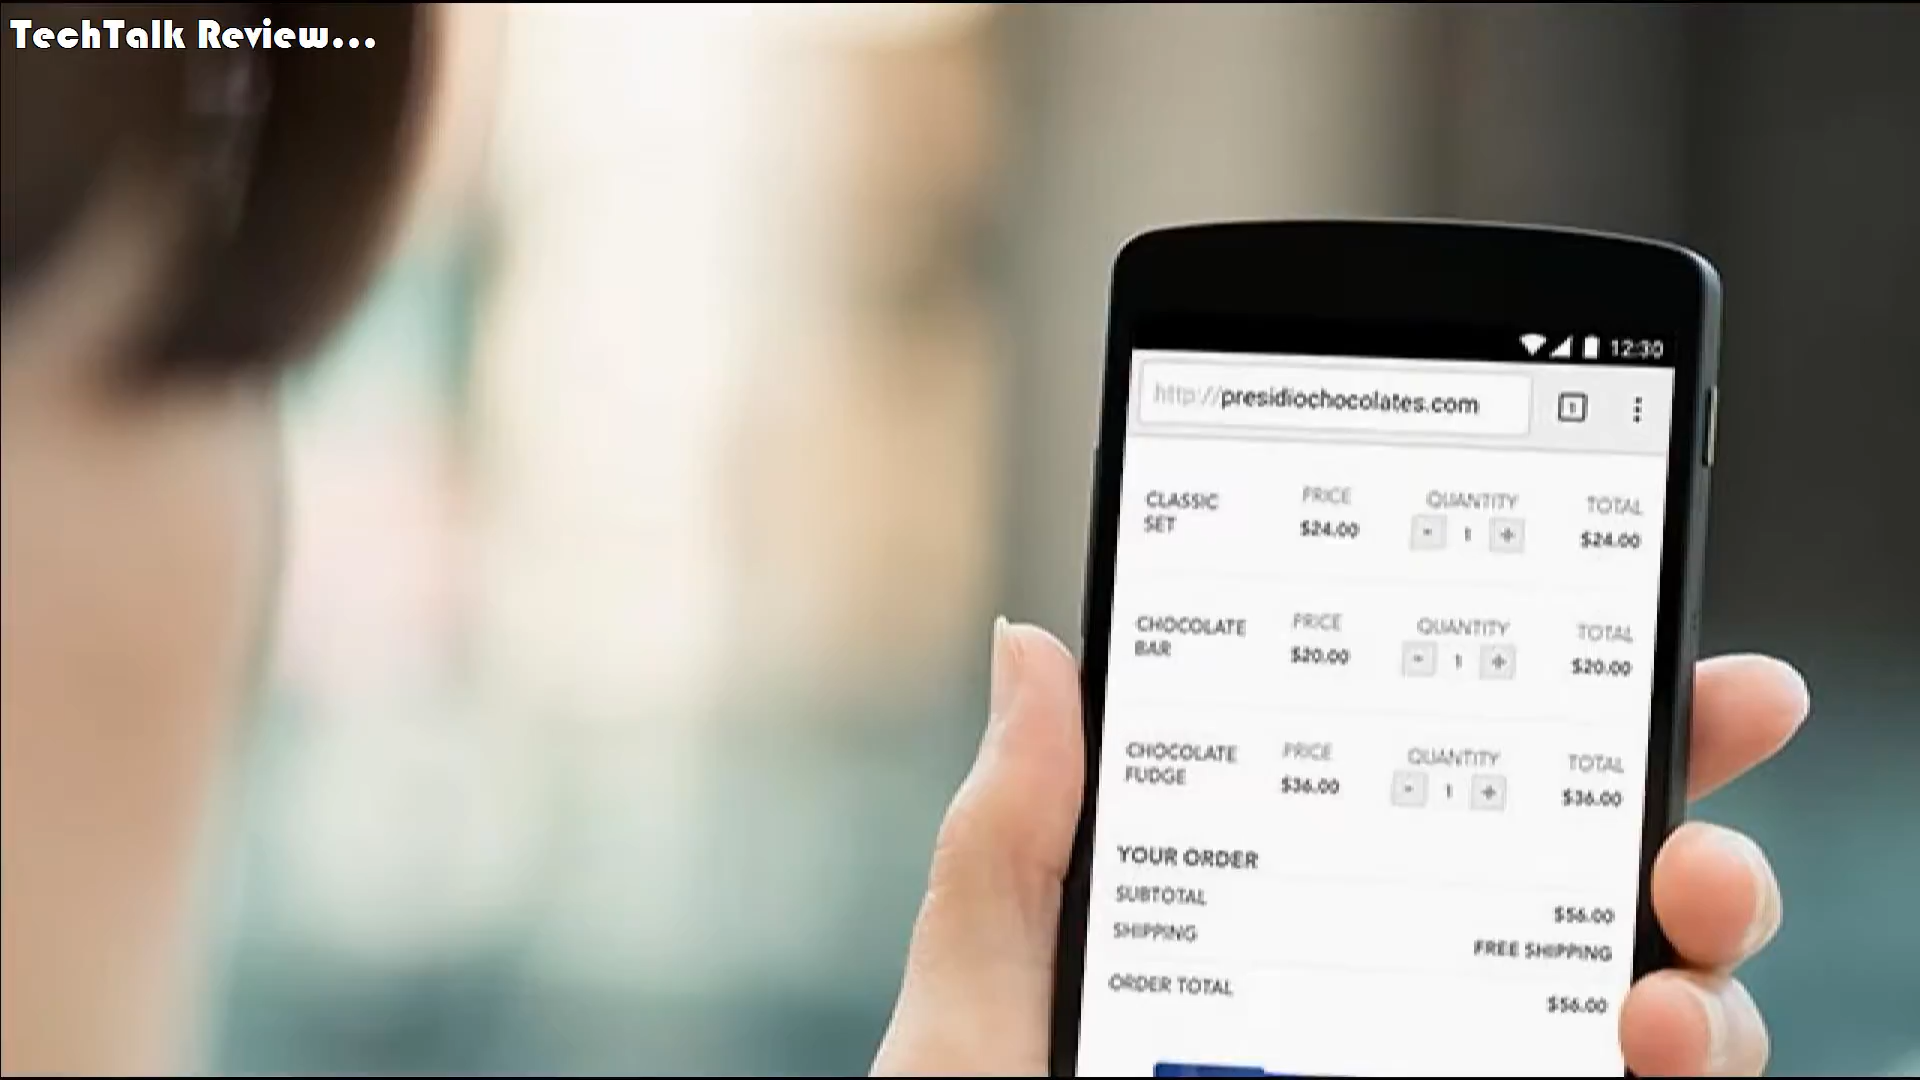 TechTalk Review...
12:30
http://presidiochocolates.com
1
CLASSIC SET
PRICE
QUANTITY
TOTAL
$24.00
- 1 +
$24.00
CHOCOLATE BAR
PRICE
QUANTITY
TOTAL
$20.00
- 1 +
$20.00
CHOCOLATE FUDGE
PRICE
QUANTITY
TOTAL
$36.00
- 1 +
$36.00
YOUR ORDER
SUBTOTAL
$56.00
SHIPPING
FREE SHIPPING
ORDER TOTAL
$56.00